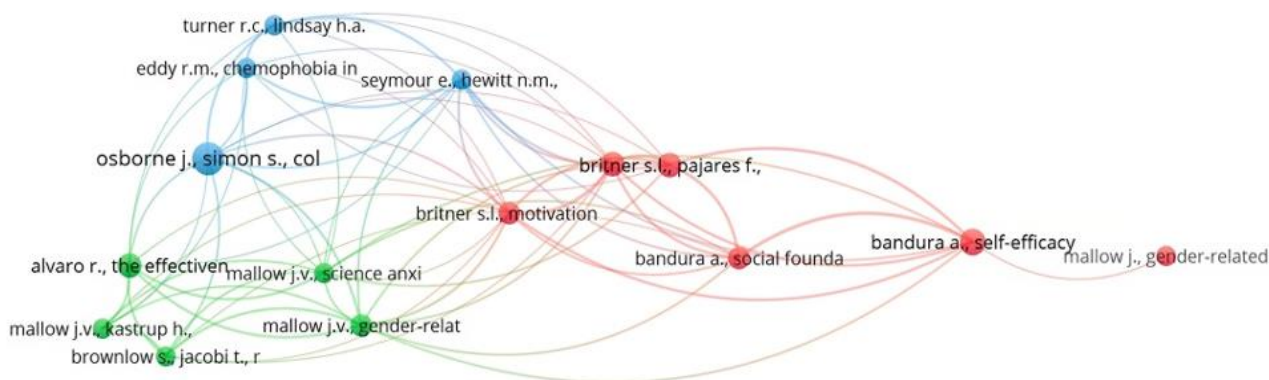 turner r.c., lindsay h.a.
eddy r.m., chemophobia in
seymour e., hewitt n.m.,
osborne j., simon s., col
britner s.l., pajares f.,
britner s.l., motivation
bandura a., self-efficacy
mallow j., gender-related
bandura a., social founda
alvaro r., the effectiven
mallow j.v., science anxi
mallow j.v., kastrup h.,
mallow j.v., gender-relat
brownlow s., jacobi t., r